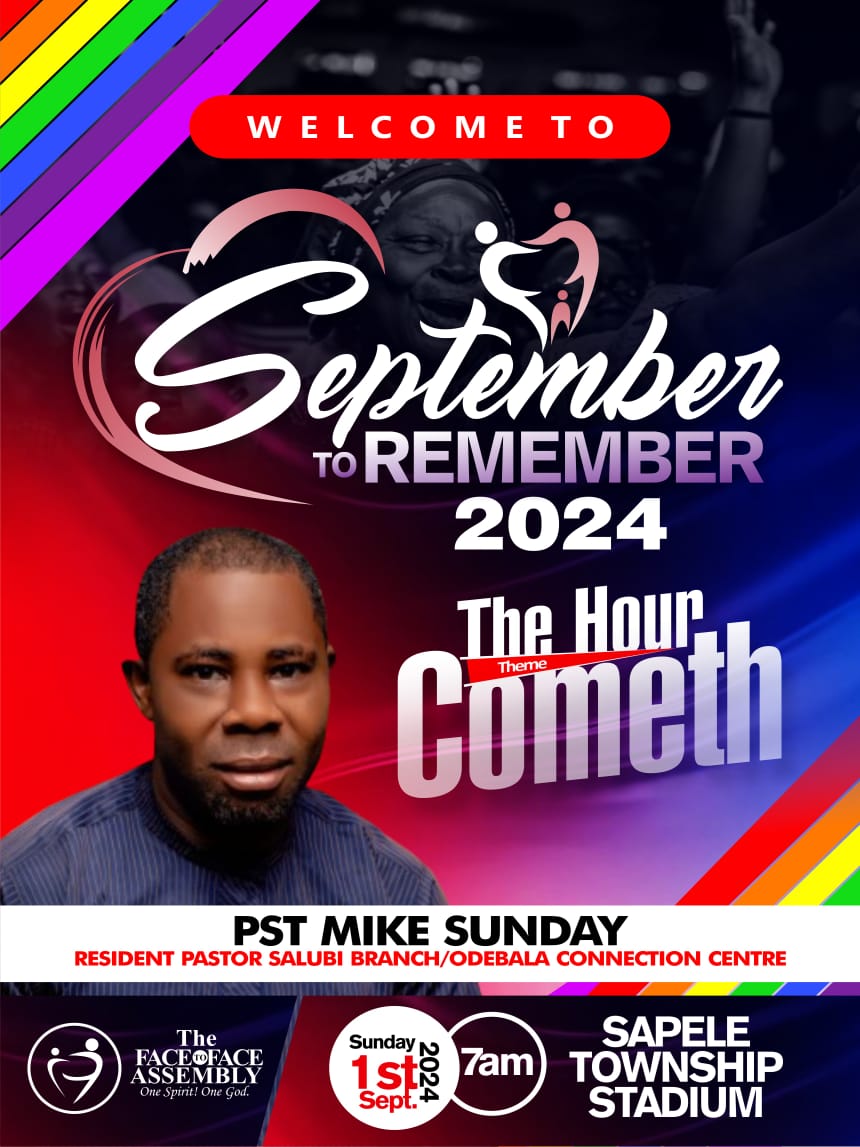 WELCOME TO
September
TO REMEMBER
2024
The Hour
Theme
Cometh
PST MIKE SUNDAY
RESIDENT PASTOR SALUBI BRANCH/ODEBALA CONNECTION CENTRE
The
FACE TO FACE
ASSEMBLY
One Spirit! One God.
Sunday
1st
Sept.
2024
7am
SAPELE
TOWNSHIP
STADIUM